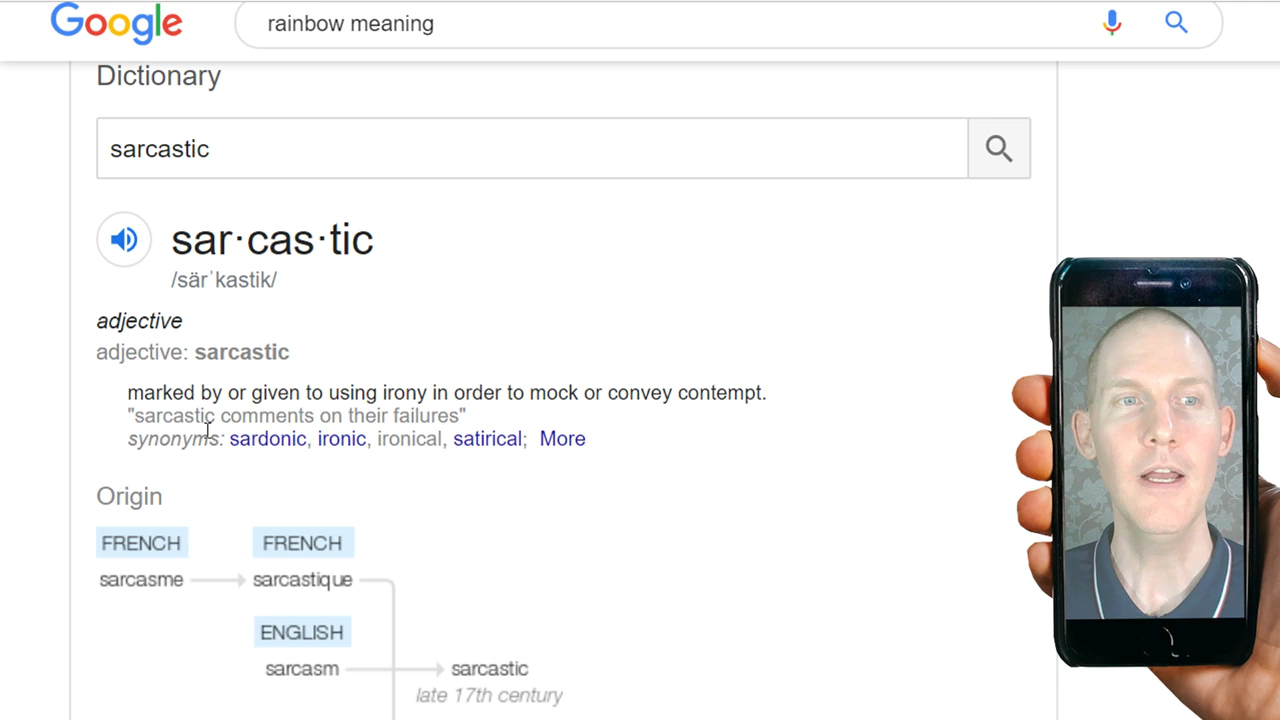 Google
rainbow meaning
Dictionary
sarcastic
sar·cas·tic
/särˈkastik/
adjective
adjective: sarcastic
marked by or given to using irony in order to mock or convey contempt.
"sarcastic comments on their failures"
synonyms: sardonic, ironic, ironical, satirical; More
Origin
FRENCH FRENCH
sarcasme sarcastique
ENGLISH
sarcasm sarcastic
late 17th century